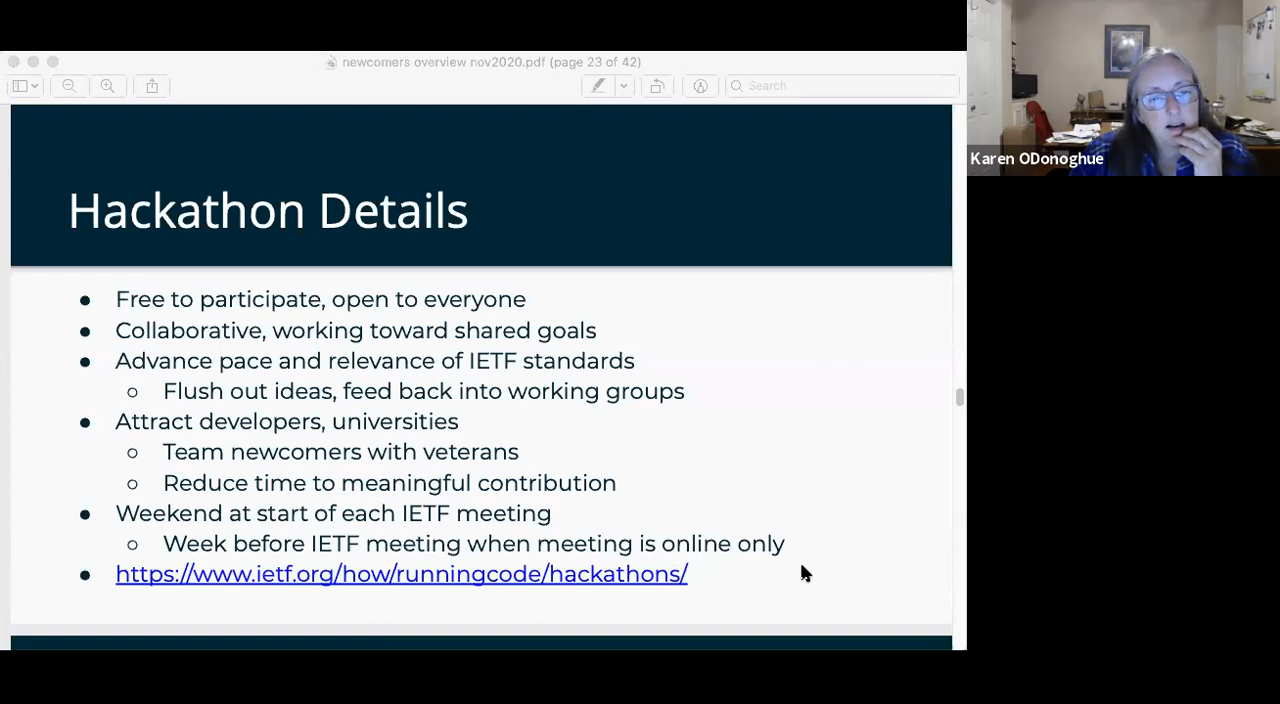 newcomers overview nov2020.pdf (page 23 of 42)
Search
Karen ODonoghue
Hackathon Details
● Free to participate, open to everyone
● Collaborative, working toward shared goals
● Advance pace and relevance of IETF standards
○ Flush out ideas, feed back into working groups
● Attract developers, universities
○ Team newcomers with veterans
○ Reduce time to meaningful contribution
● Weekend at start of each IETF meeting
○ Week before IETF meeting when meeting is online only
● https://www.ietf.org/how/runningcode/hackathons/